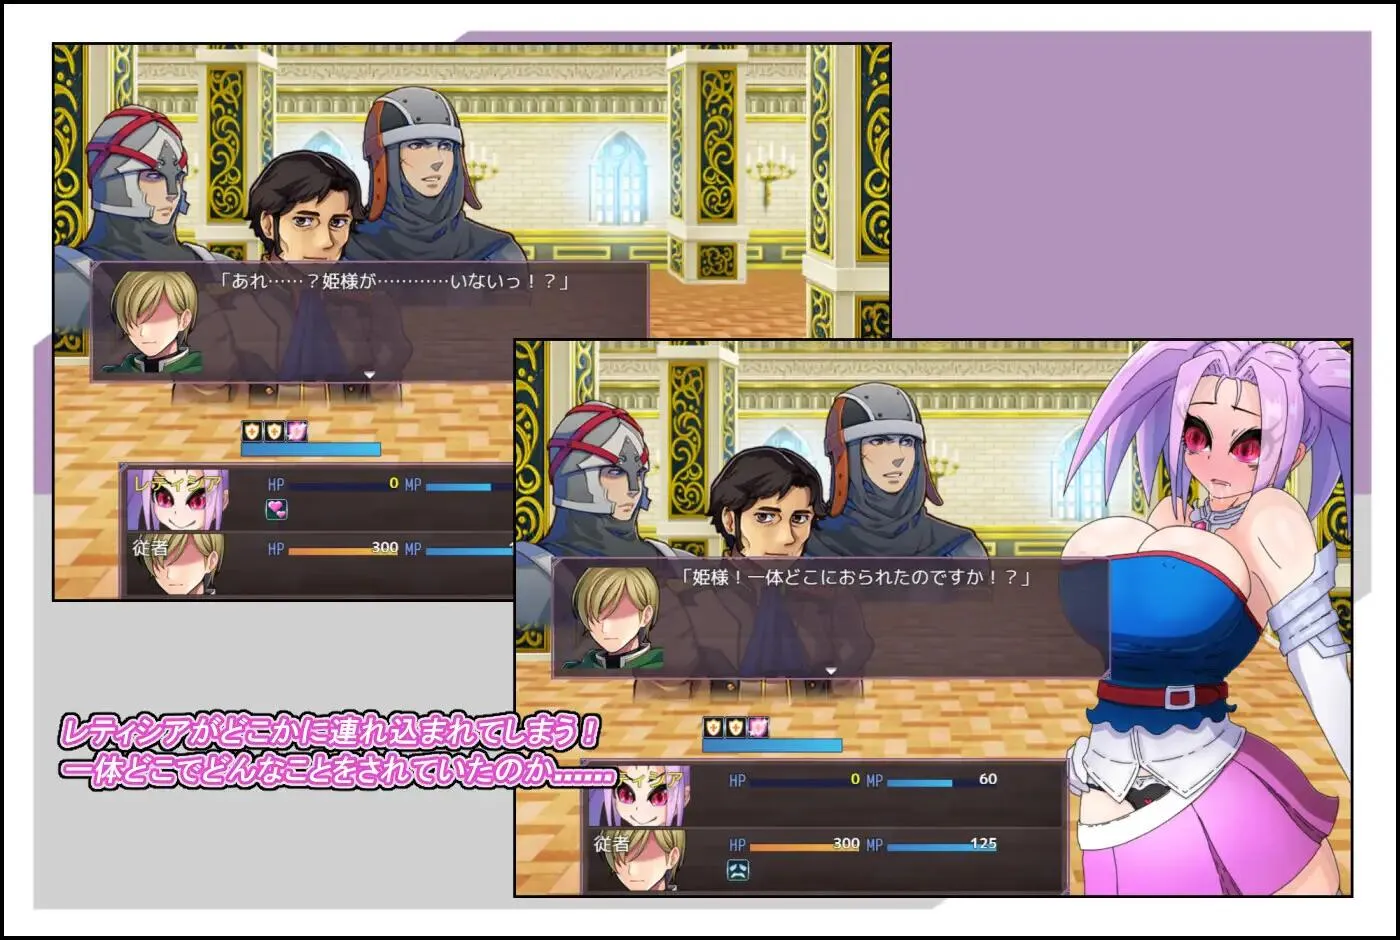 「あれ……？姫様が…………いないっ！？」
レティシア
HP 0 MP
従者
HP 300 MP
「姫様！一体どこにおられたのですか！？」
レティシアがどこかに連れ込まれてしまう！
一体どこでどんなことをされていたのか……
ティシア
HP 0 MP 60
従者
HP 300 MP 125